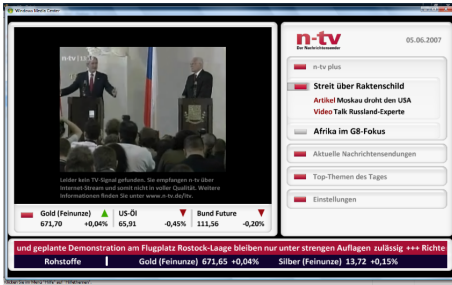 Windows Media Center
n-tv
Der Nachrichtensender
05.06.2007
n-tv plus
Streit über Raktenschild
Artikel Moskau droht den USA
Video Talk Russland-Experte
Afrika im G8-Fokus
Aktuelle Nachrichtensendungen
Top-Themen des Tages
Einstellungen
n-tv
Leider kein TV-Signal gefunden. Sie empfangen n-tv über
Internet-Stream und somit nicht in voller Qualität. Weitere
Informationen finden Sie unter www.n-tv.de/itv.
Gold (Feinunze) US-Öl Bund Future
671,70 +0,04% 65,91 -0,45% 111,56 -0,20%
und geplante Demonstration am Flugplatz Rostock-Laage bleiben nur unter strengen Auflagen zulässig +++ Richte
Rohstoffe Gold (Feinunze) 671,65 +0,04% Silber (Feinunze) 13,72 +0,15%